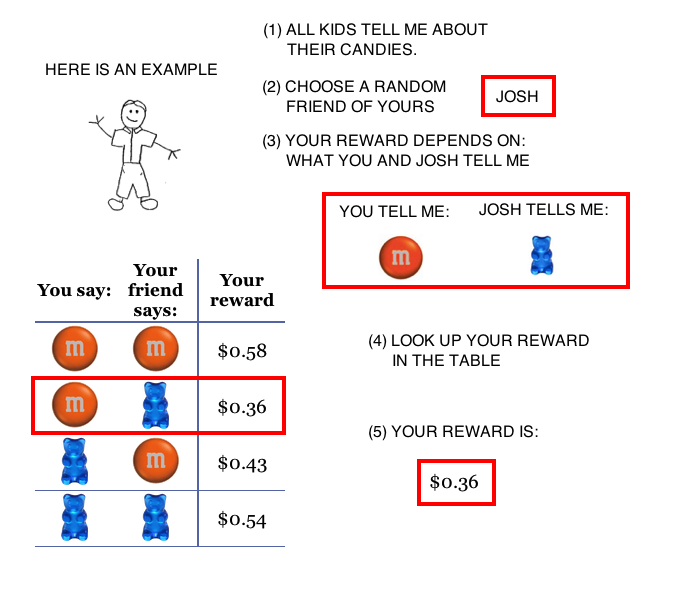 HERE IS AN EXAMPLE
(1) ALL KIDS TELL ME ABOUT
THEIR CANDIES.
(2) CHOOSE A RANDOM
FRIEND OF YOURS
JOSH
(3) YOUR REWARD DEPENDS ON:
WHAT YOU AND JOSH TELL ME
YOU TELL ME: JOSH TELLS ME:
m
You say: Your friend says: Your reward
m m $0.58
m $0.36
m $0.43
$0.54
(4) LOOK UP YOUR REWARD
IN THE TABLE
(5) YOUR REWARD IS:
$0.36